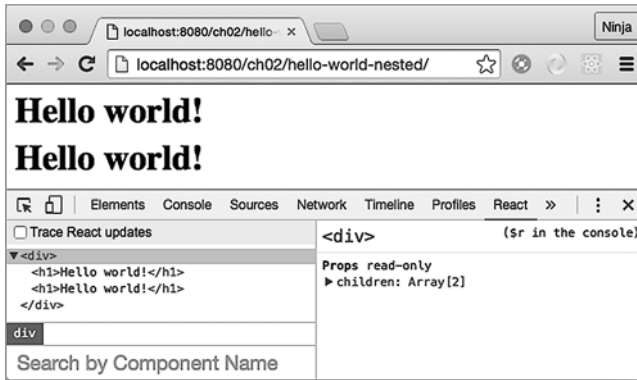 localhost:8080/ch02/hello-
Ninja
localhost:8080/ch02/hello-world-nested/
Hello world!
Hello world!
Elements Console Sources Network Timeline Profiles React »
Trace React updates
<div>
<h1>Hello world!</h1>
<h1>Hello world!</h1>
</div>
div
Search by Component Name
<div> ($r in the console)
Props read-only
children: Array[2]